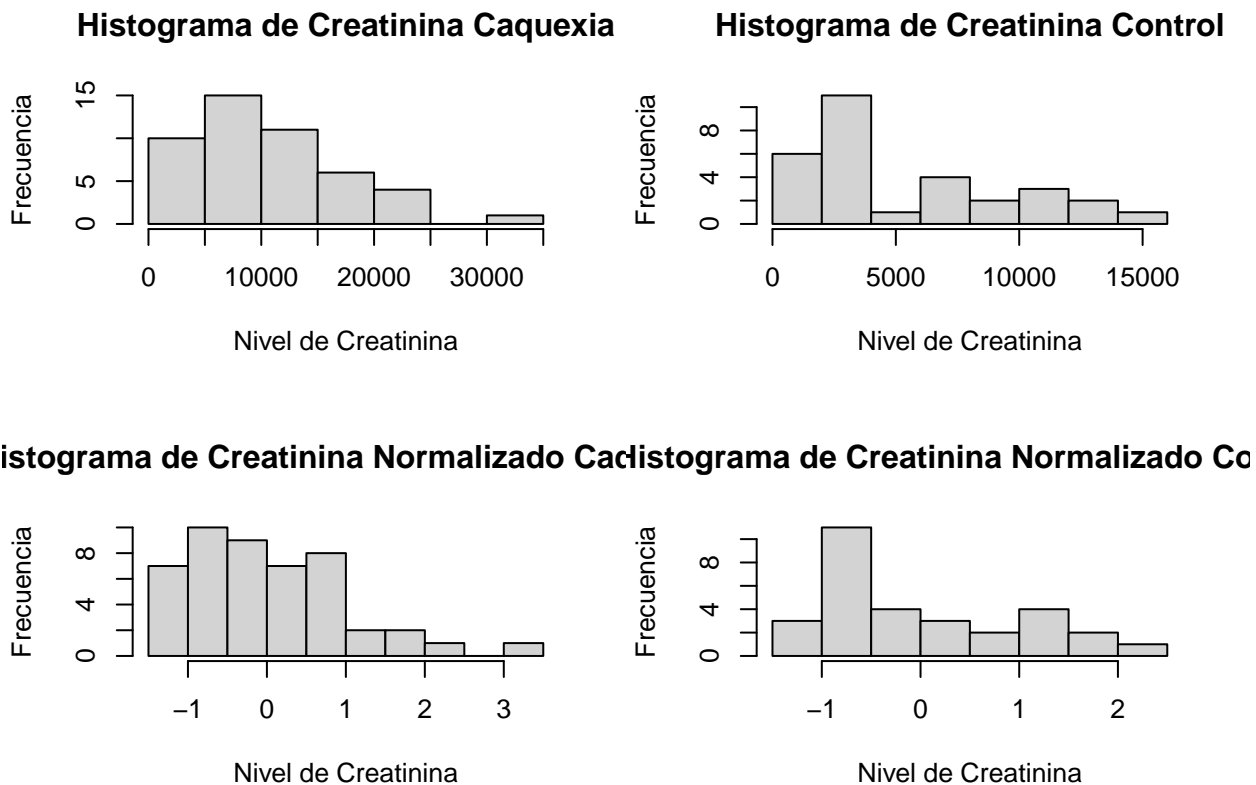 Histograma de Creatinina Caquexia
Frecuencia
15
5
0
0 10000 20000 30000
Nivel de Creatinina
Histograma de Creatinina Control
Frecuencia
8
4
0
0 5000 10000 15000
Nivel de Creatinina
istograma de Creatinina Normalizado Cac
Frecuencia
8
4
0
−1 0 1 2 3
Nivel de Creatinina
istograma de Creatinina Normalizado Co
Frecuencia
8
4
0
−1 0 1 2
Nivel de Creatinina